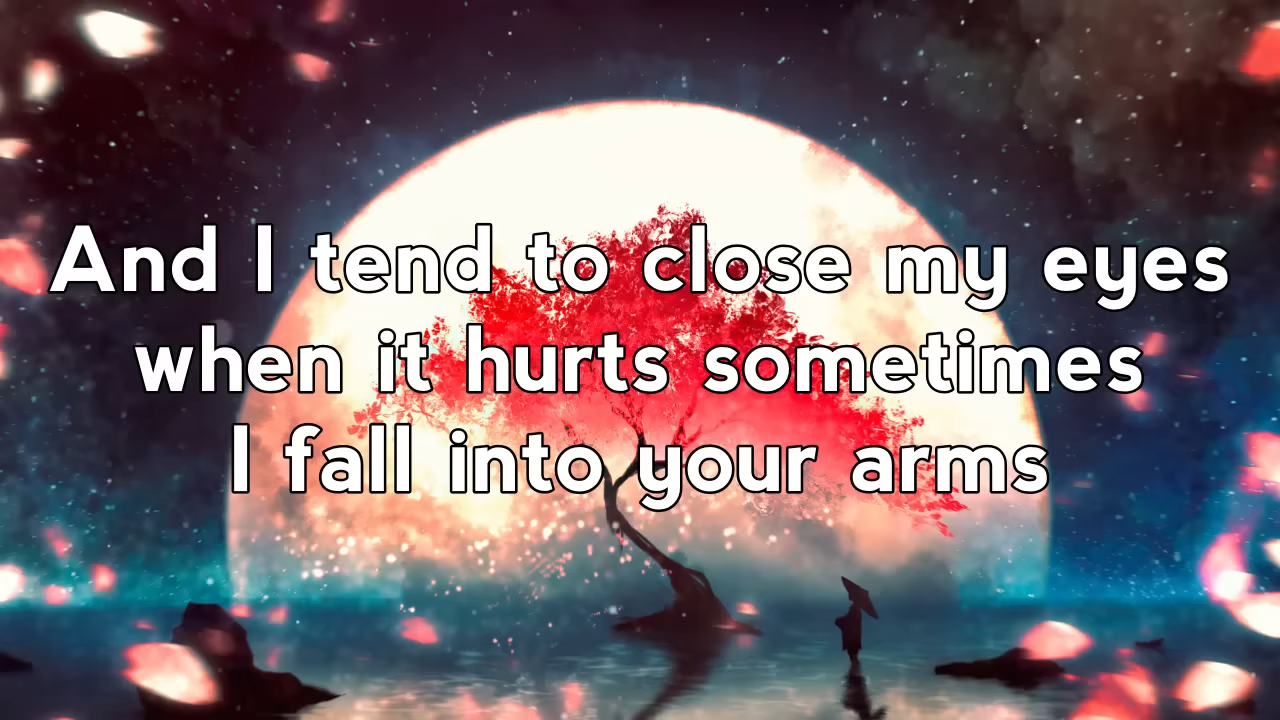 And I tend to close my eyes
when it hurts sometimes
I fall into your arms